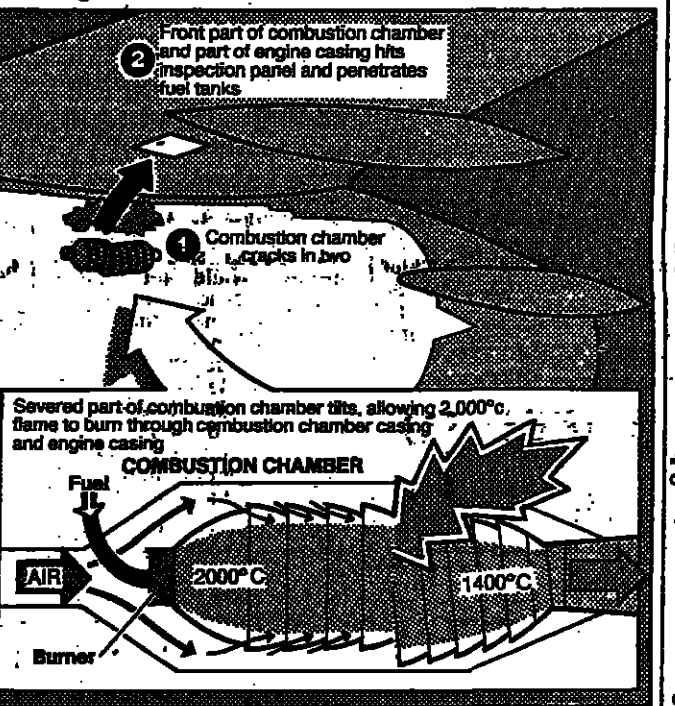 2 Front part of combustion chamber
and part of engine casing hits
inspection panel and penetrates
fuel tanks
1 Combustion chamber
cracks in two
Severed part of combustion chamber tilts, allowing 2,000°c
flame to burn through combustion chamber casing
and engine casing
COMBUSTION CHAMBER
Fuel
AIR
2000°C
1400°C
Burner